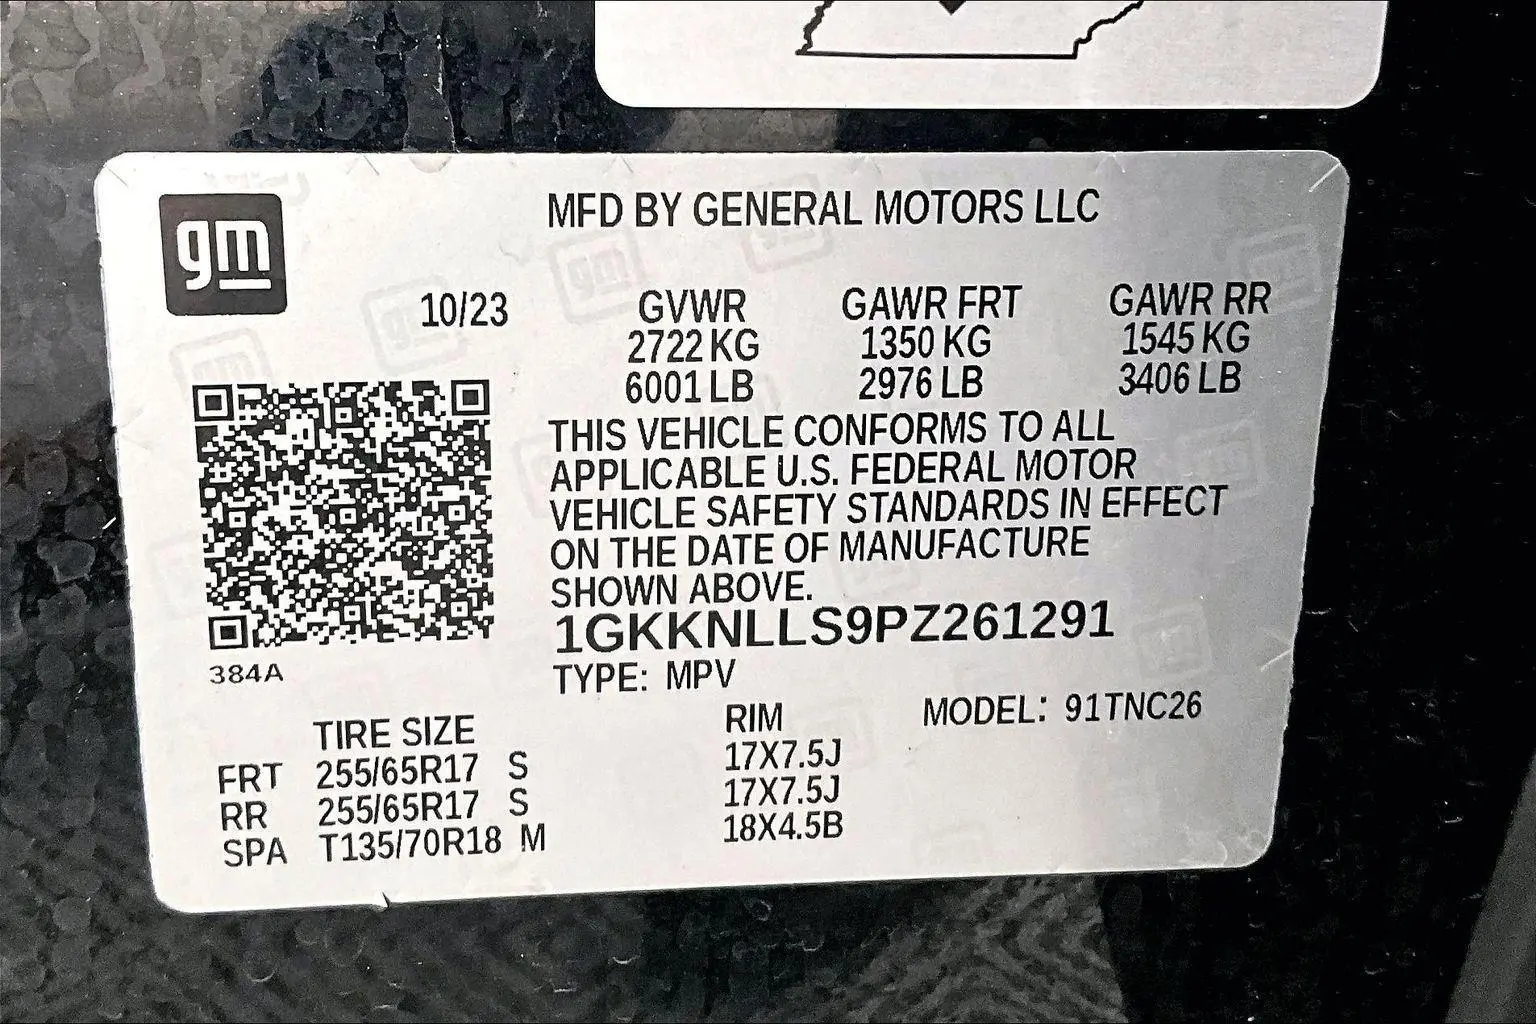 gm
MFD BY GENERAL MOTORS LLC
10/23 GVWR GAWR FRT GAWR RR
2722 KG 1350 KG 1545 KG
6001 LB 2976 LB 3406 LB
THIS VEHICLE CONFORMS TO ALL
APPLICABLE U.S. FEDERAL MOTOR
VEHICLE SAFETY STANDARDS IN EFFECT
ON THE DATE OF MANUFACTURE
SHOWN ABOVE.
1GKKNLLS9PZ261291
384A
TYPE: MPV
TIRE SIZE RIM MODEL: 91TNC26
FRT 255/65R17 S 17X7.5J
RR 255/65R17 S 17X7.5J
SPA T135/70R18 M 18X4.5B